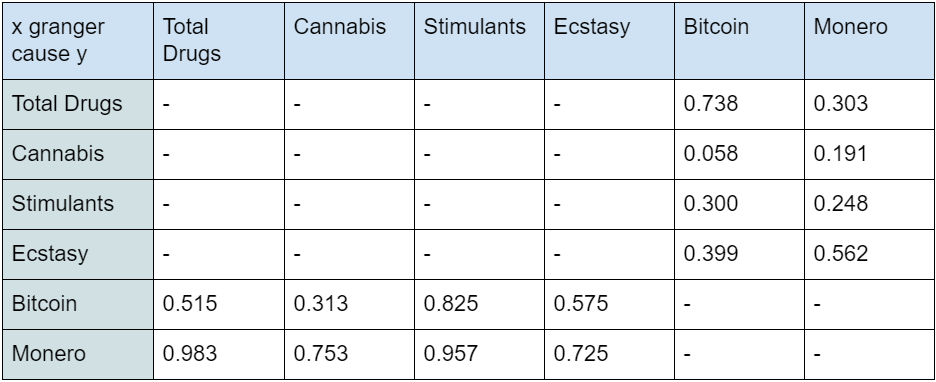 x granger cause y Total Drugs Cannabis Stimulants Ecstasy Bitcoin Monero
Total Drugs - - - - 0.738 0.303
Cannabis - - - - 0.058 0.191
Stimulants - - - - 0.300 0.248
Ecstasy - - - - 0.399 0.562
Bitcoin 0.515 0.313 0.825 0.575 - -
Monero 0.983 0.753 0.957 0.725 - -